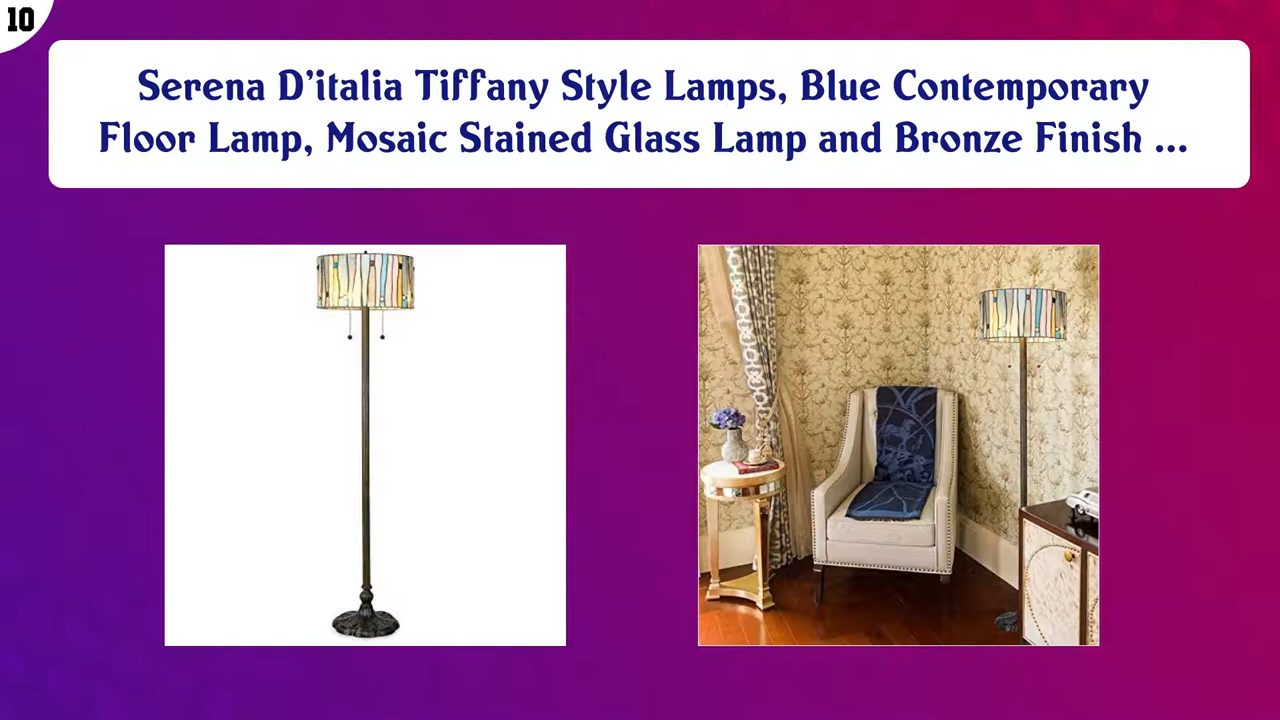 10
Serena D’italia Tiffany Style Lamps, Blue Contemporary
Floor Lamp, Mosaic Stained Glass Lamp and Bronze Finish ...